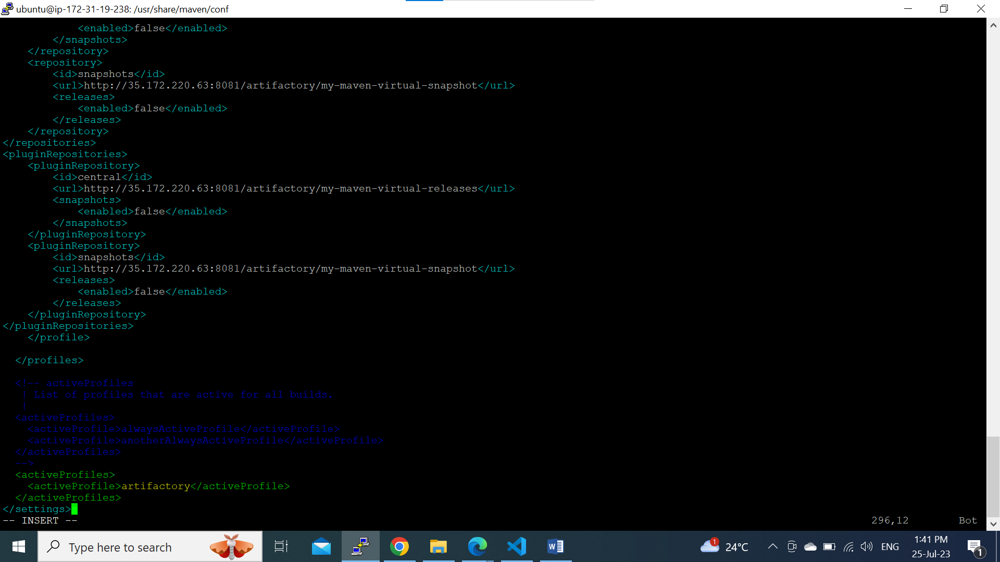 ubuntu@ip-172-31-19-238: /usr/share/maven/conf
<enabled>false</enabled>
</snapshots>
</repository>
<repository>
<id>snapshots</id>
<url>http://35.172.220.63:8081/artifactory/my-maven-virtual-snapshot</url>
<releases>
<enabled>false</enabled>
</releases>
</repository>
</repositories>
<pluginRepositories>
<pluginRepository>
<id>central</id>
<url>http://35.172.220.63:8081/artifactory/my-maven-virtual-releases</url>
<snapshots>
<enabled>false</enabled>
</snapshots>
</pluginRepository>
<pluginRepository>
<id>snapshots</id>
<url>http://35.172.220.63:8081/artifactory/my-maven-virtual-snapshot</url>
<releases>
<enabled>false</enabled>
</releases>
</pluginRepository>
</pluginRepositories>
</profile>
</profiles>
<!-- activeProfiles
| List of profiles that are active for all builds.
|
<activeProfiles>
<activeProfile>alwaysActiveProfile</activeProfile>
<activeProfile>anotherAlwaysActiveProfile</activeProfile>
</activeProfiles>
-->
<activeProfiles>
<activeProfile>artifactory</activeProfile>
</activeProfiles>
</settings>
-- INSERT -- 296,12 Bot
Type here to search
1
24°C
ENG
1:41 PM
25-Jul-23
1